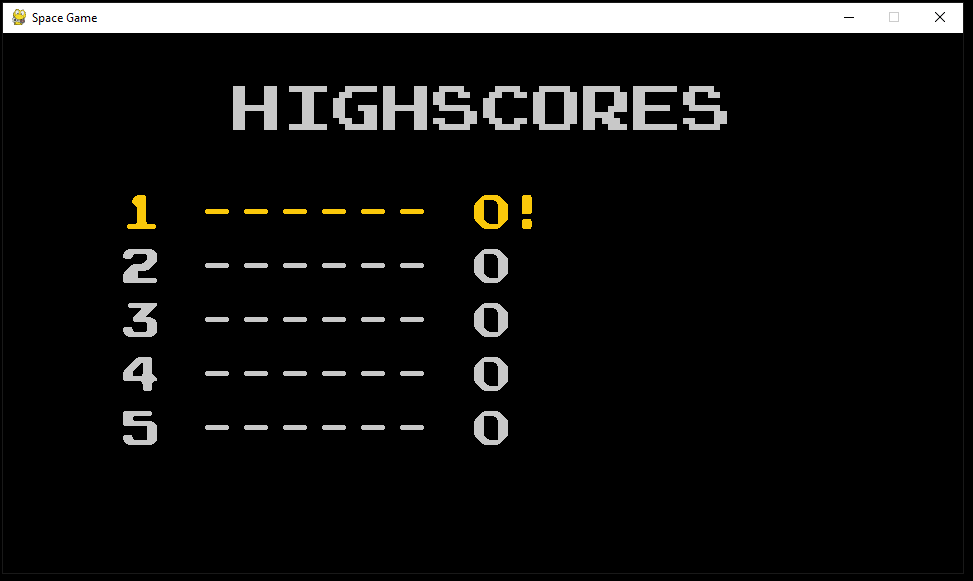 Space Game
HIGHSCORES
1 ------ 0!
2 ------ 0
3 ------ 0
4 ------ 0
5 ------ 0